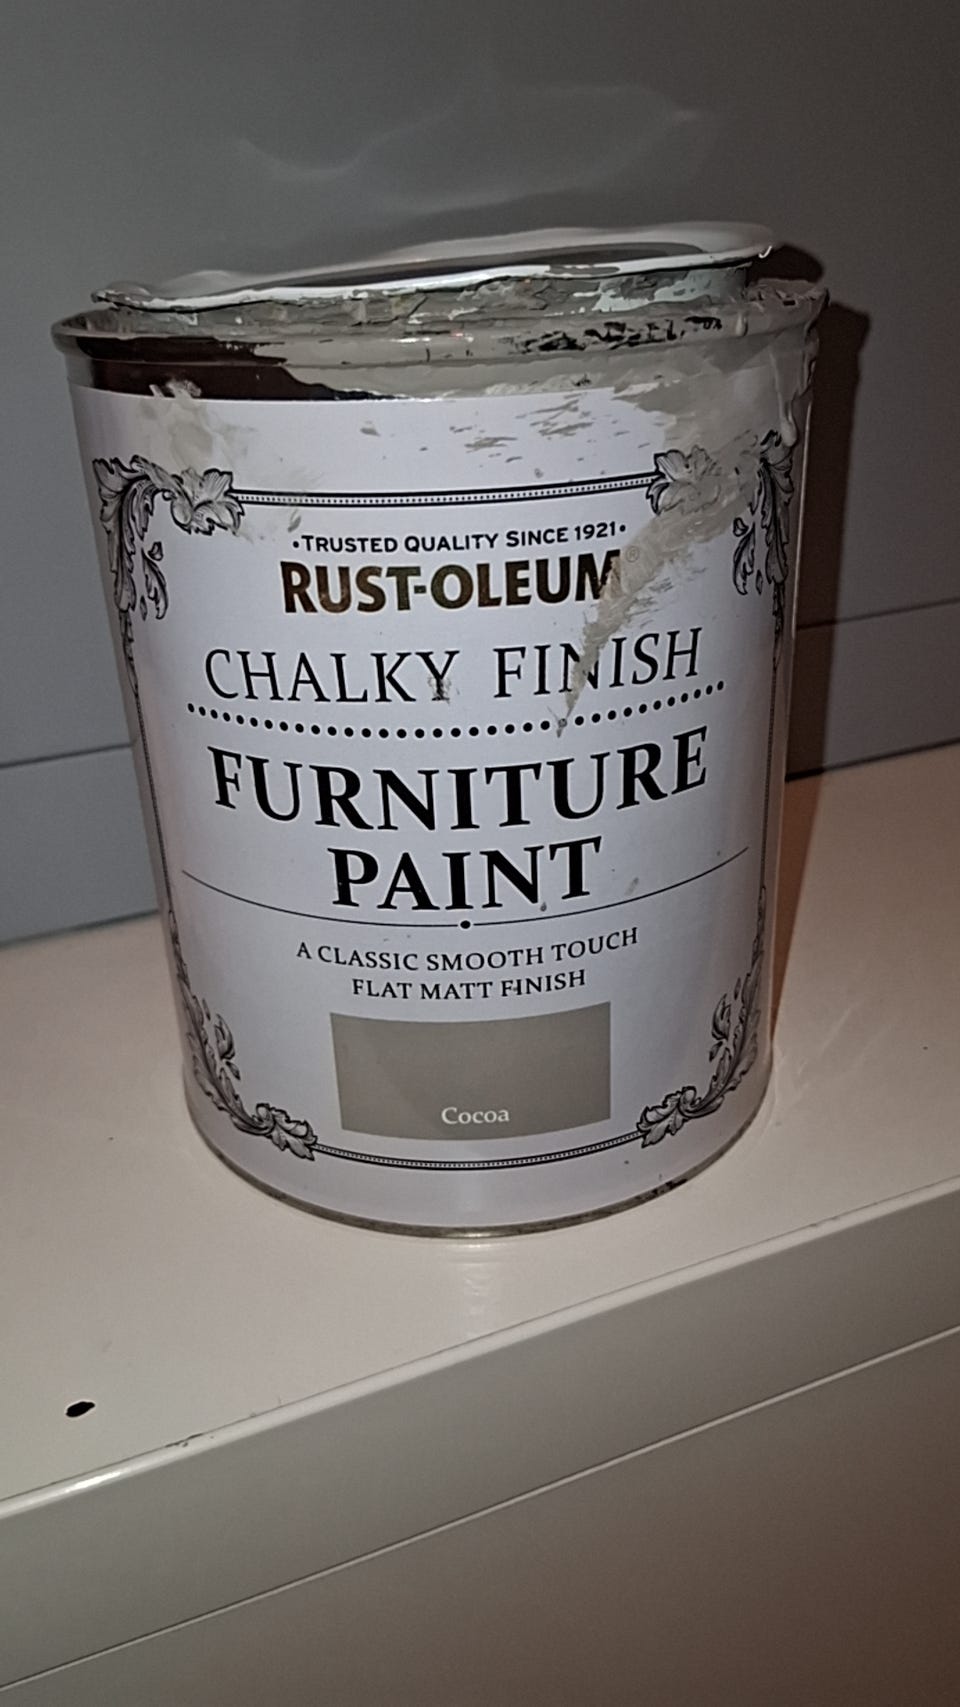 •TRUSTED QUALITY SINCE 1921•
RUST-OLEUM®
CHALKY FINISH
FURNITURE
PAINT
A CLASSIC SMOOTH TOUCH
FLAT MATT FINISH
Cocoa